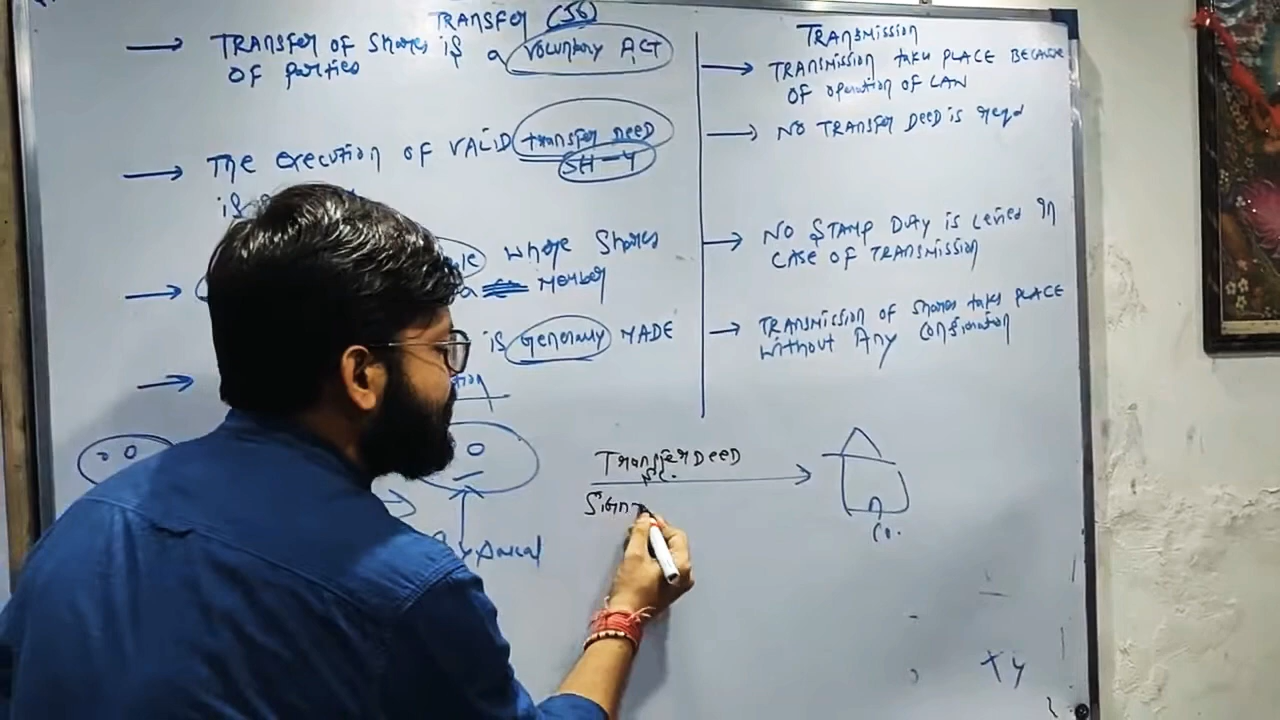 TRANSFER (56)
→ TRANSFER OF Shares is a Voluntary ACT
OF parties
→ The execution OF VALID transfer DEED
SH-4
is
→ where Shares
a member
→ is Generally MADE
TRANSMISSION
→ TRANSMISSION takes PLACE BECAUSE
OF operation OF LAW
→ NO TRANSFER DEED is reqd
→ NO STAMP DUTY is Levied In
CASE OF TRANSMISSION
→ TRANSMISSION OF Shares takes PLACE
without Any Consideration
Transfer DEED
Sign
Co.